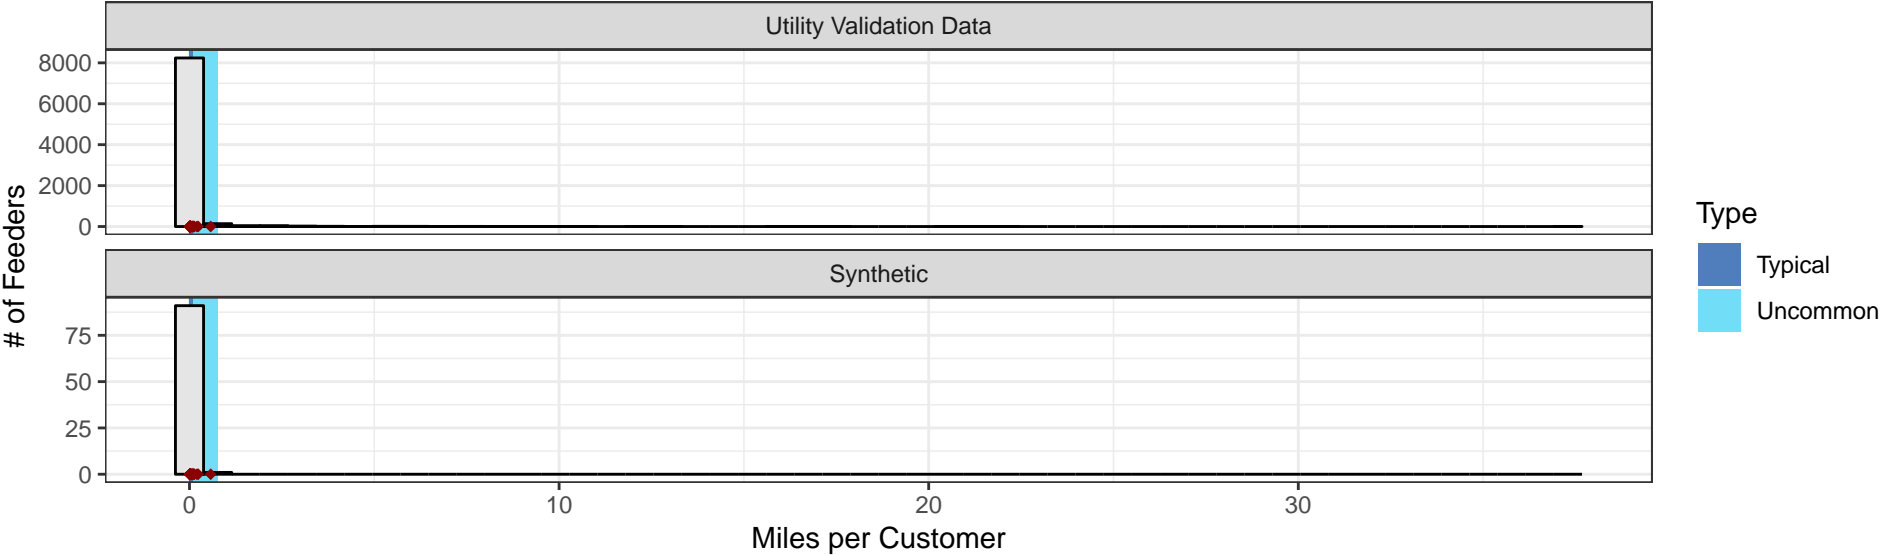 Utility Validation Data
8000
6000
4000
2000
0
Synthetic
75
50
25
0
0 10 20 30
Miles per Customer
# of Feeders
Type
Typical
Uncommon